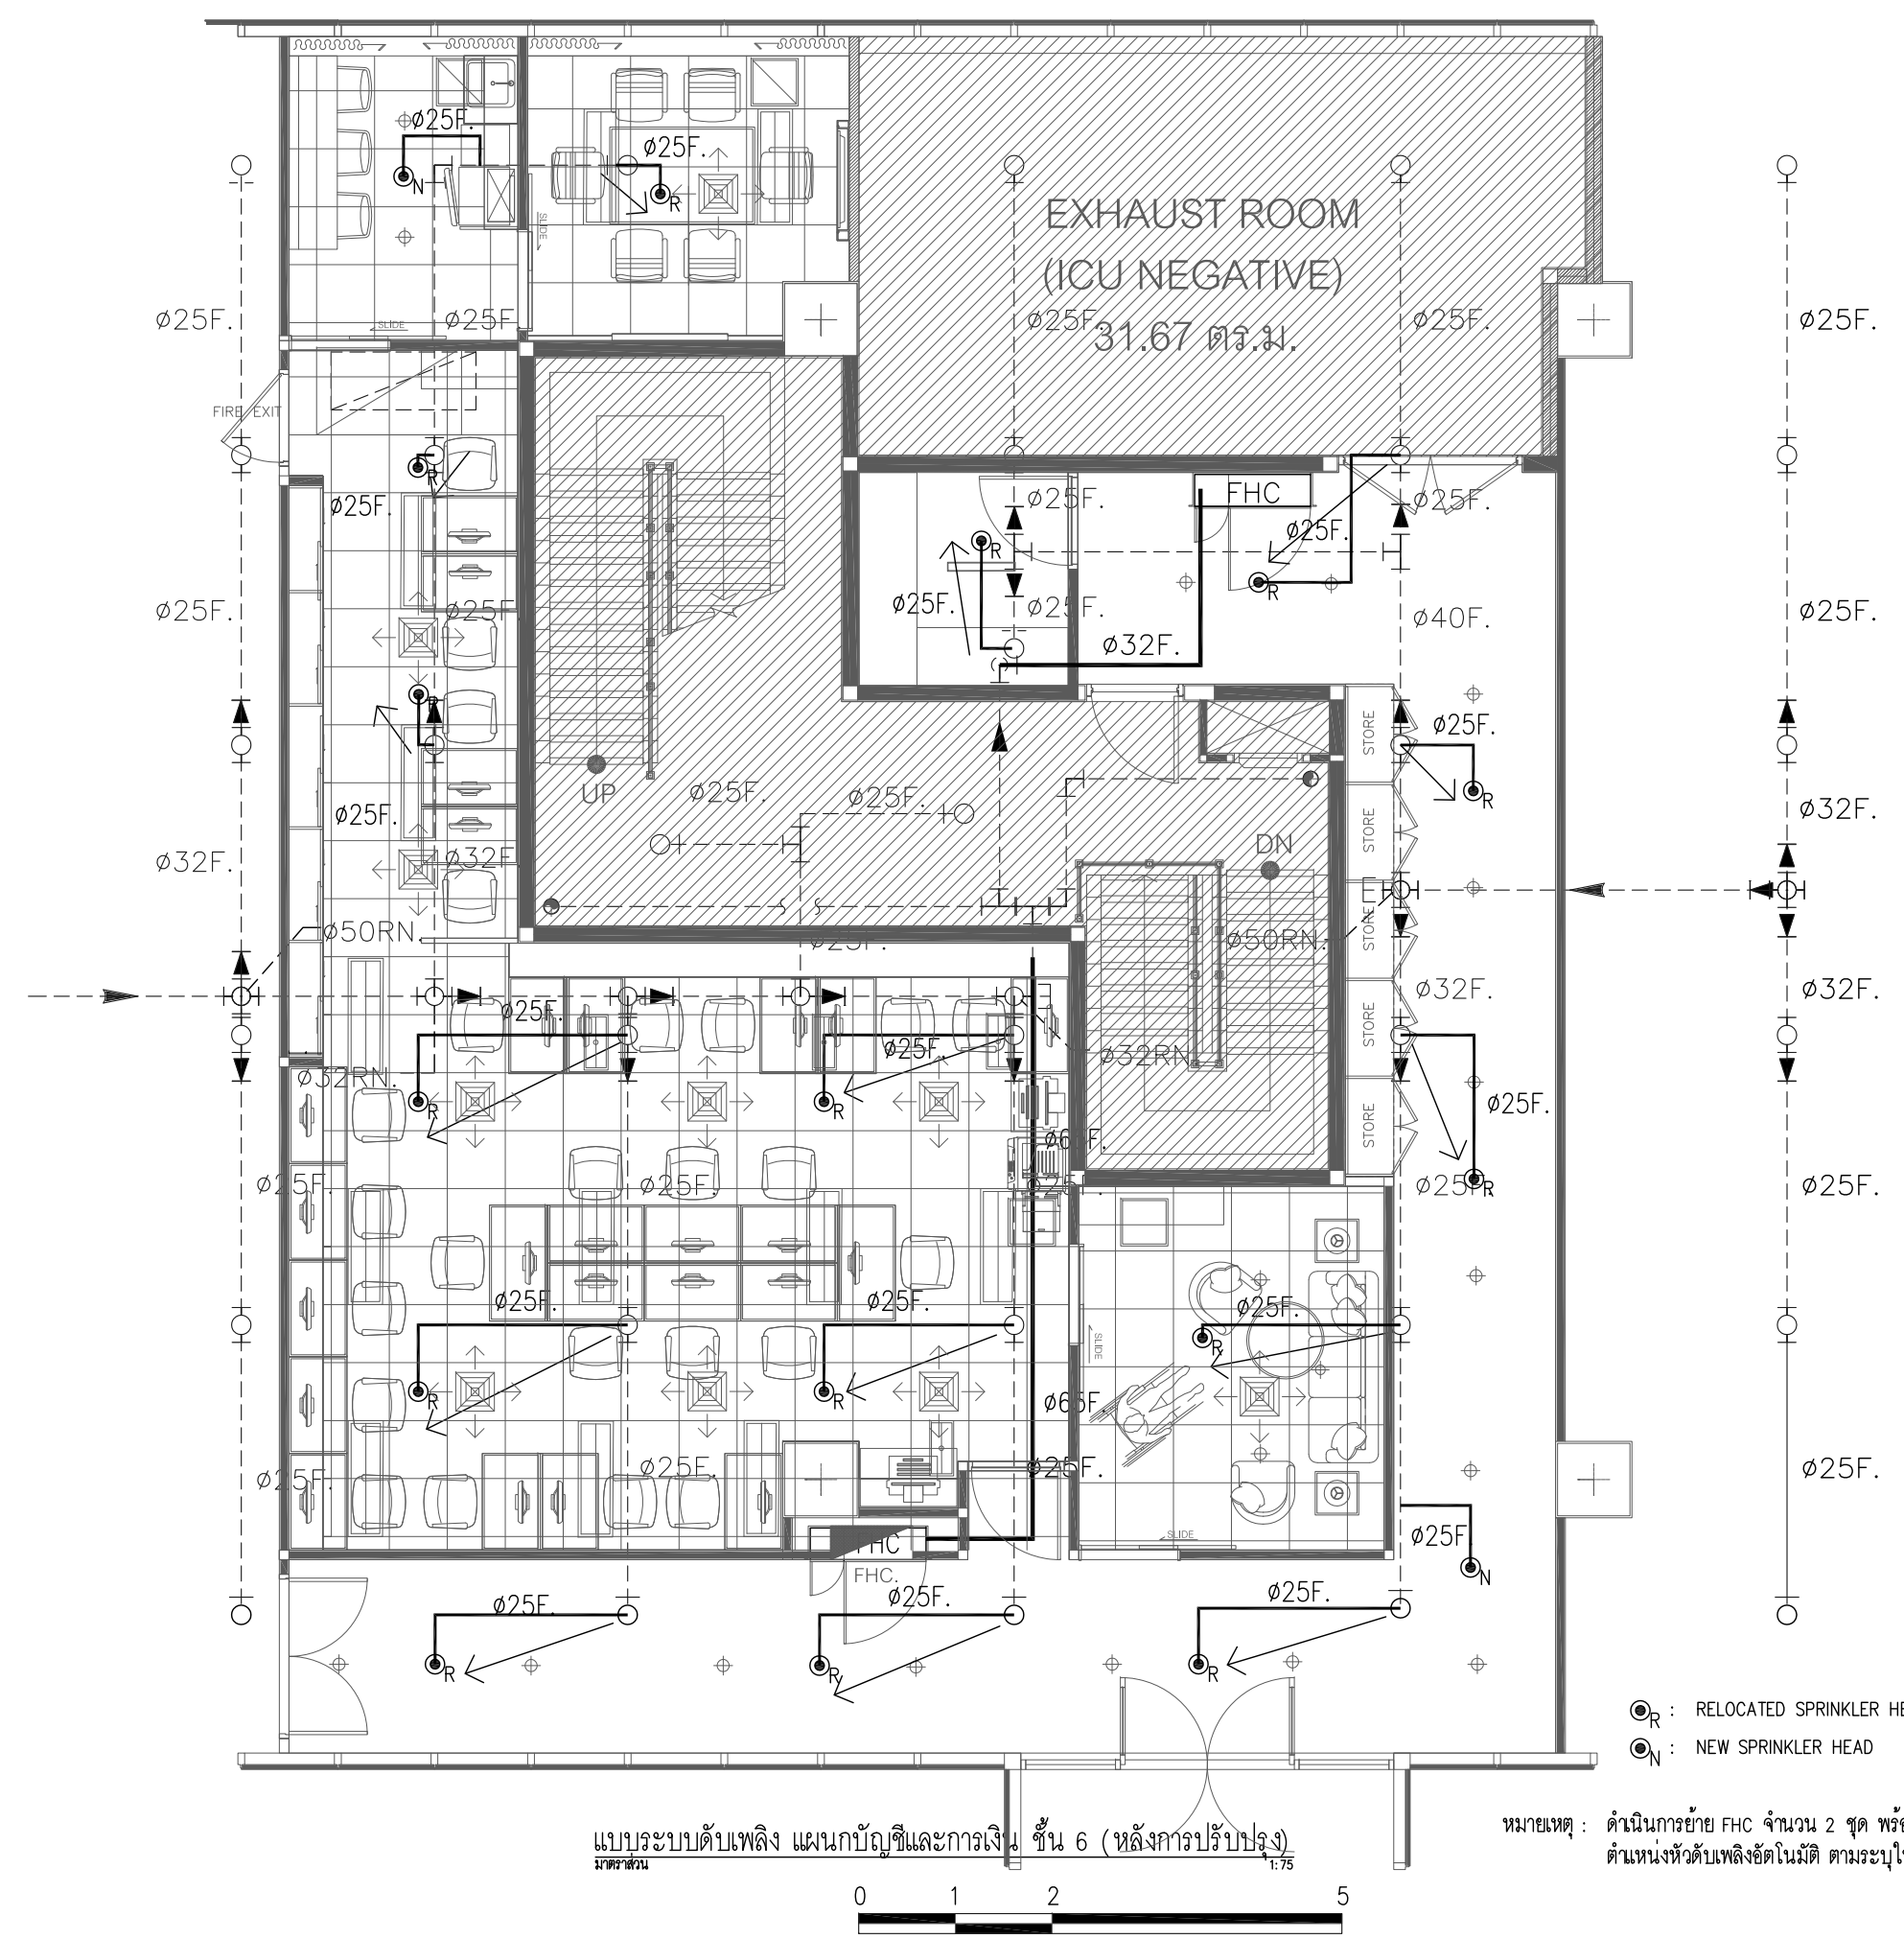 ø25F.
ø25F.
N
R
SLIDE
EXHAUST ROOM
(ICU NEGATIVE)
31.67 ตร.ม.
ø25F.
SLIDE
ø25F.
ø25F.
ø25F.
ø25F.
FIRE EXIT
R
ø25F.
ø25F.
FHC
ø25F.
ø25F.
R
R
ø25F.
ø25F.
ø25F.
ø25F.
ø40F.
ø25F.
ø32F.
R
STORE
ø25F.
R
UP
ø25F.
ø25F.
ø25F.
STORE
ø32F.
DN
ø32F.
ø32F.
ø50RN.
ø25F.
ø50RN.
STORE
ø25F.
ø25F.
STORE
ø32F.
ø32F.
ø32RN.
ø32RN.
R
R
STORE
ø25F.
ø65F.
ø25F.
ø25F.
ø25F.
ø25F.
R
ø25F.
ø25F.
ø25F.
ø25F.
R
SLIDE
R
R
ø65F.
ø25F.
ø25F.
ø25F.
ø25F.
SLIDE
ø25F.
FHC
FHC.
N
ø25F.
ø25F.
ø25F.
R
R
R
R : RELOCATED SPRINKLER HE
N : NEW SPRINKLER HEAD
หมายเหตุ : ดำเนินการย้าย FHC จำนวน 2 ชุด พร้อ
ตำแหน่งหัวดับเพลิงอัตโนมัติ ตามระบุใ
แบบระบบดับเพลิง แผนกบัญชีและการเงิน ชั้น 6 (หลังการปรับปรุง)
มาตราส่วน 1:75
0 1 2 5